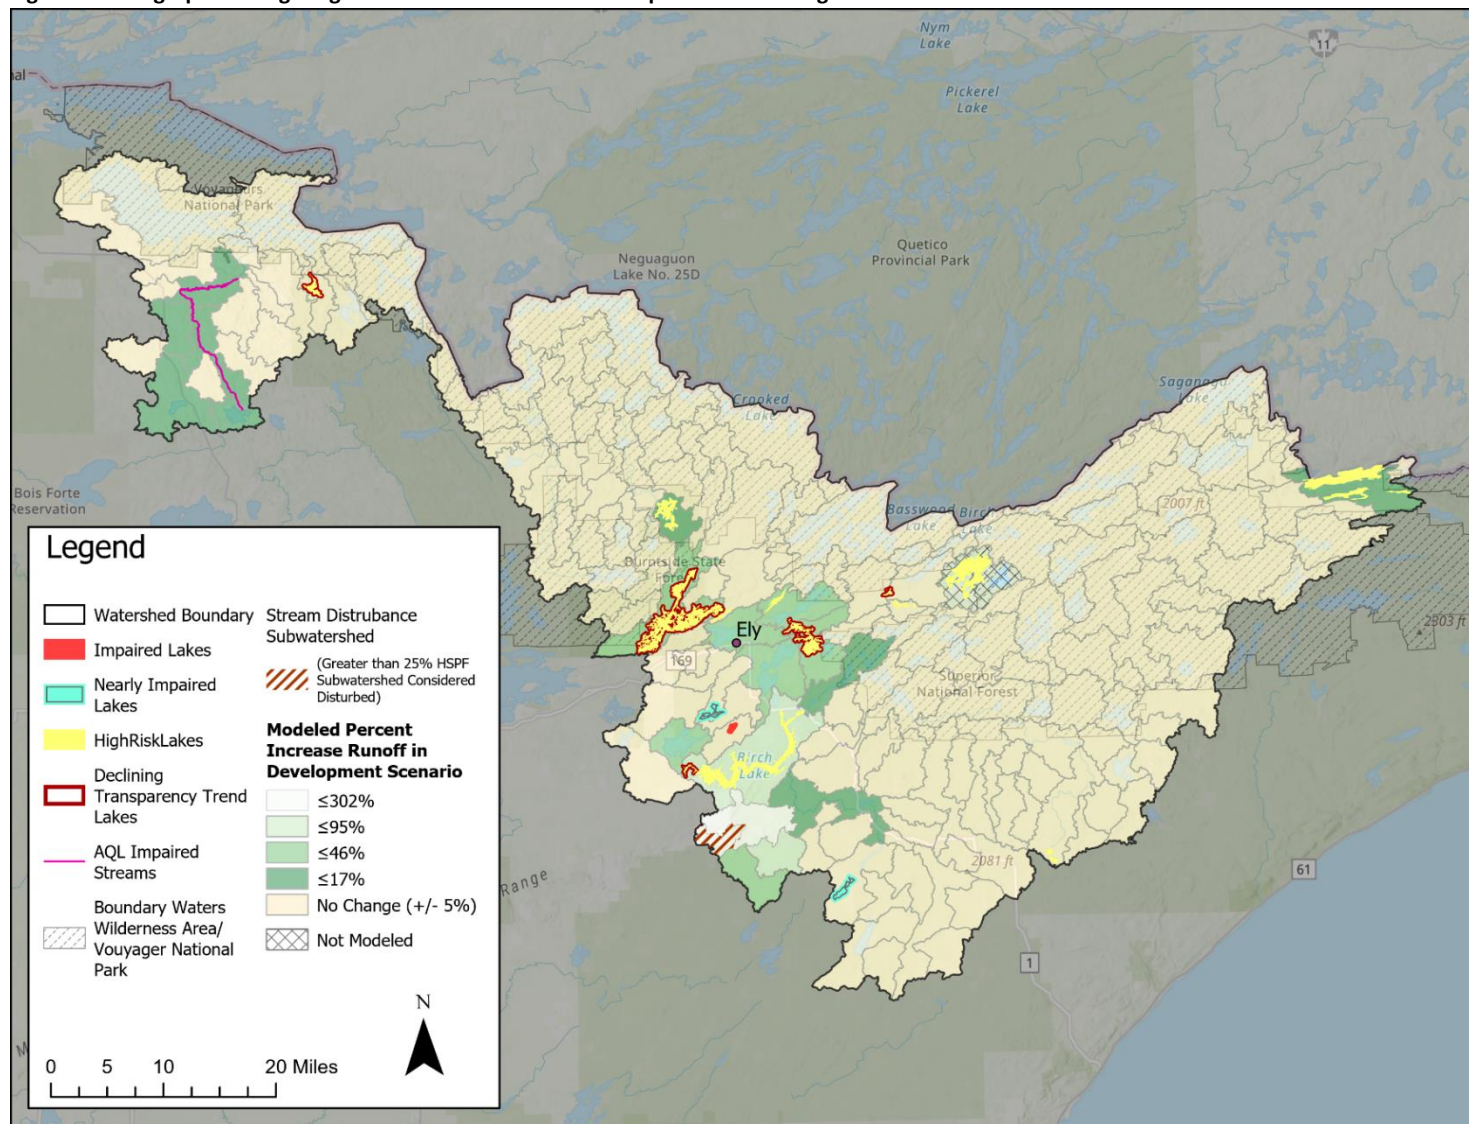 Nym
Lake
11
Pickerel
Lake
nal
Voyageurs
National Park
Neguaguon
Lake No. 25D
Quetico
Provincial Park
Saganaga
Lake
Crooked
Lake
Bois Forte
Reservation
Basswood
Lake
Birch
Lake
2007 ft
Burntside State
Forest
Ely
169
2303 ft
Superior
National Forest
Birch
Lake
2081 ft
Range
61
1
Legend
Watershed Boundary
Impaired Lakes
Nearly Impaired
Lakes
HighRiskLakes
Declining
Transparency Trend
Lakes
AQL Impaired
Streams
Boundary Waters
Wilderness Area/
Vouyager National
Park
Stream Distrubance
Subwatershed
(Greater than 25% HSPF
Subwatershed Considered
Disturbed)
Modeled Percent
Increase Runoff in
Development Scenario
≤302%
≤95%
≤46%
≤17%
No Change (+/- 5%)
Not Modeled
N
0 5 10 20 Miles